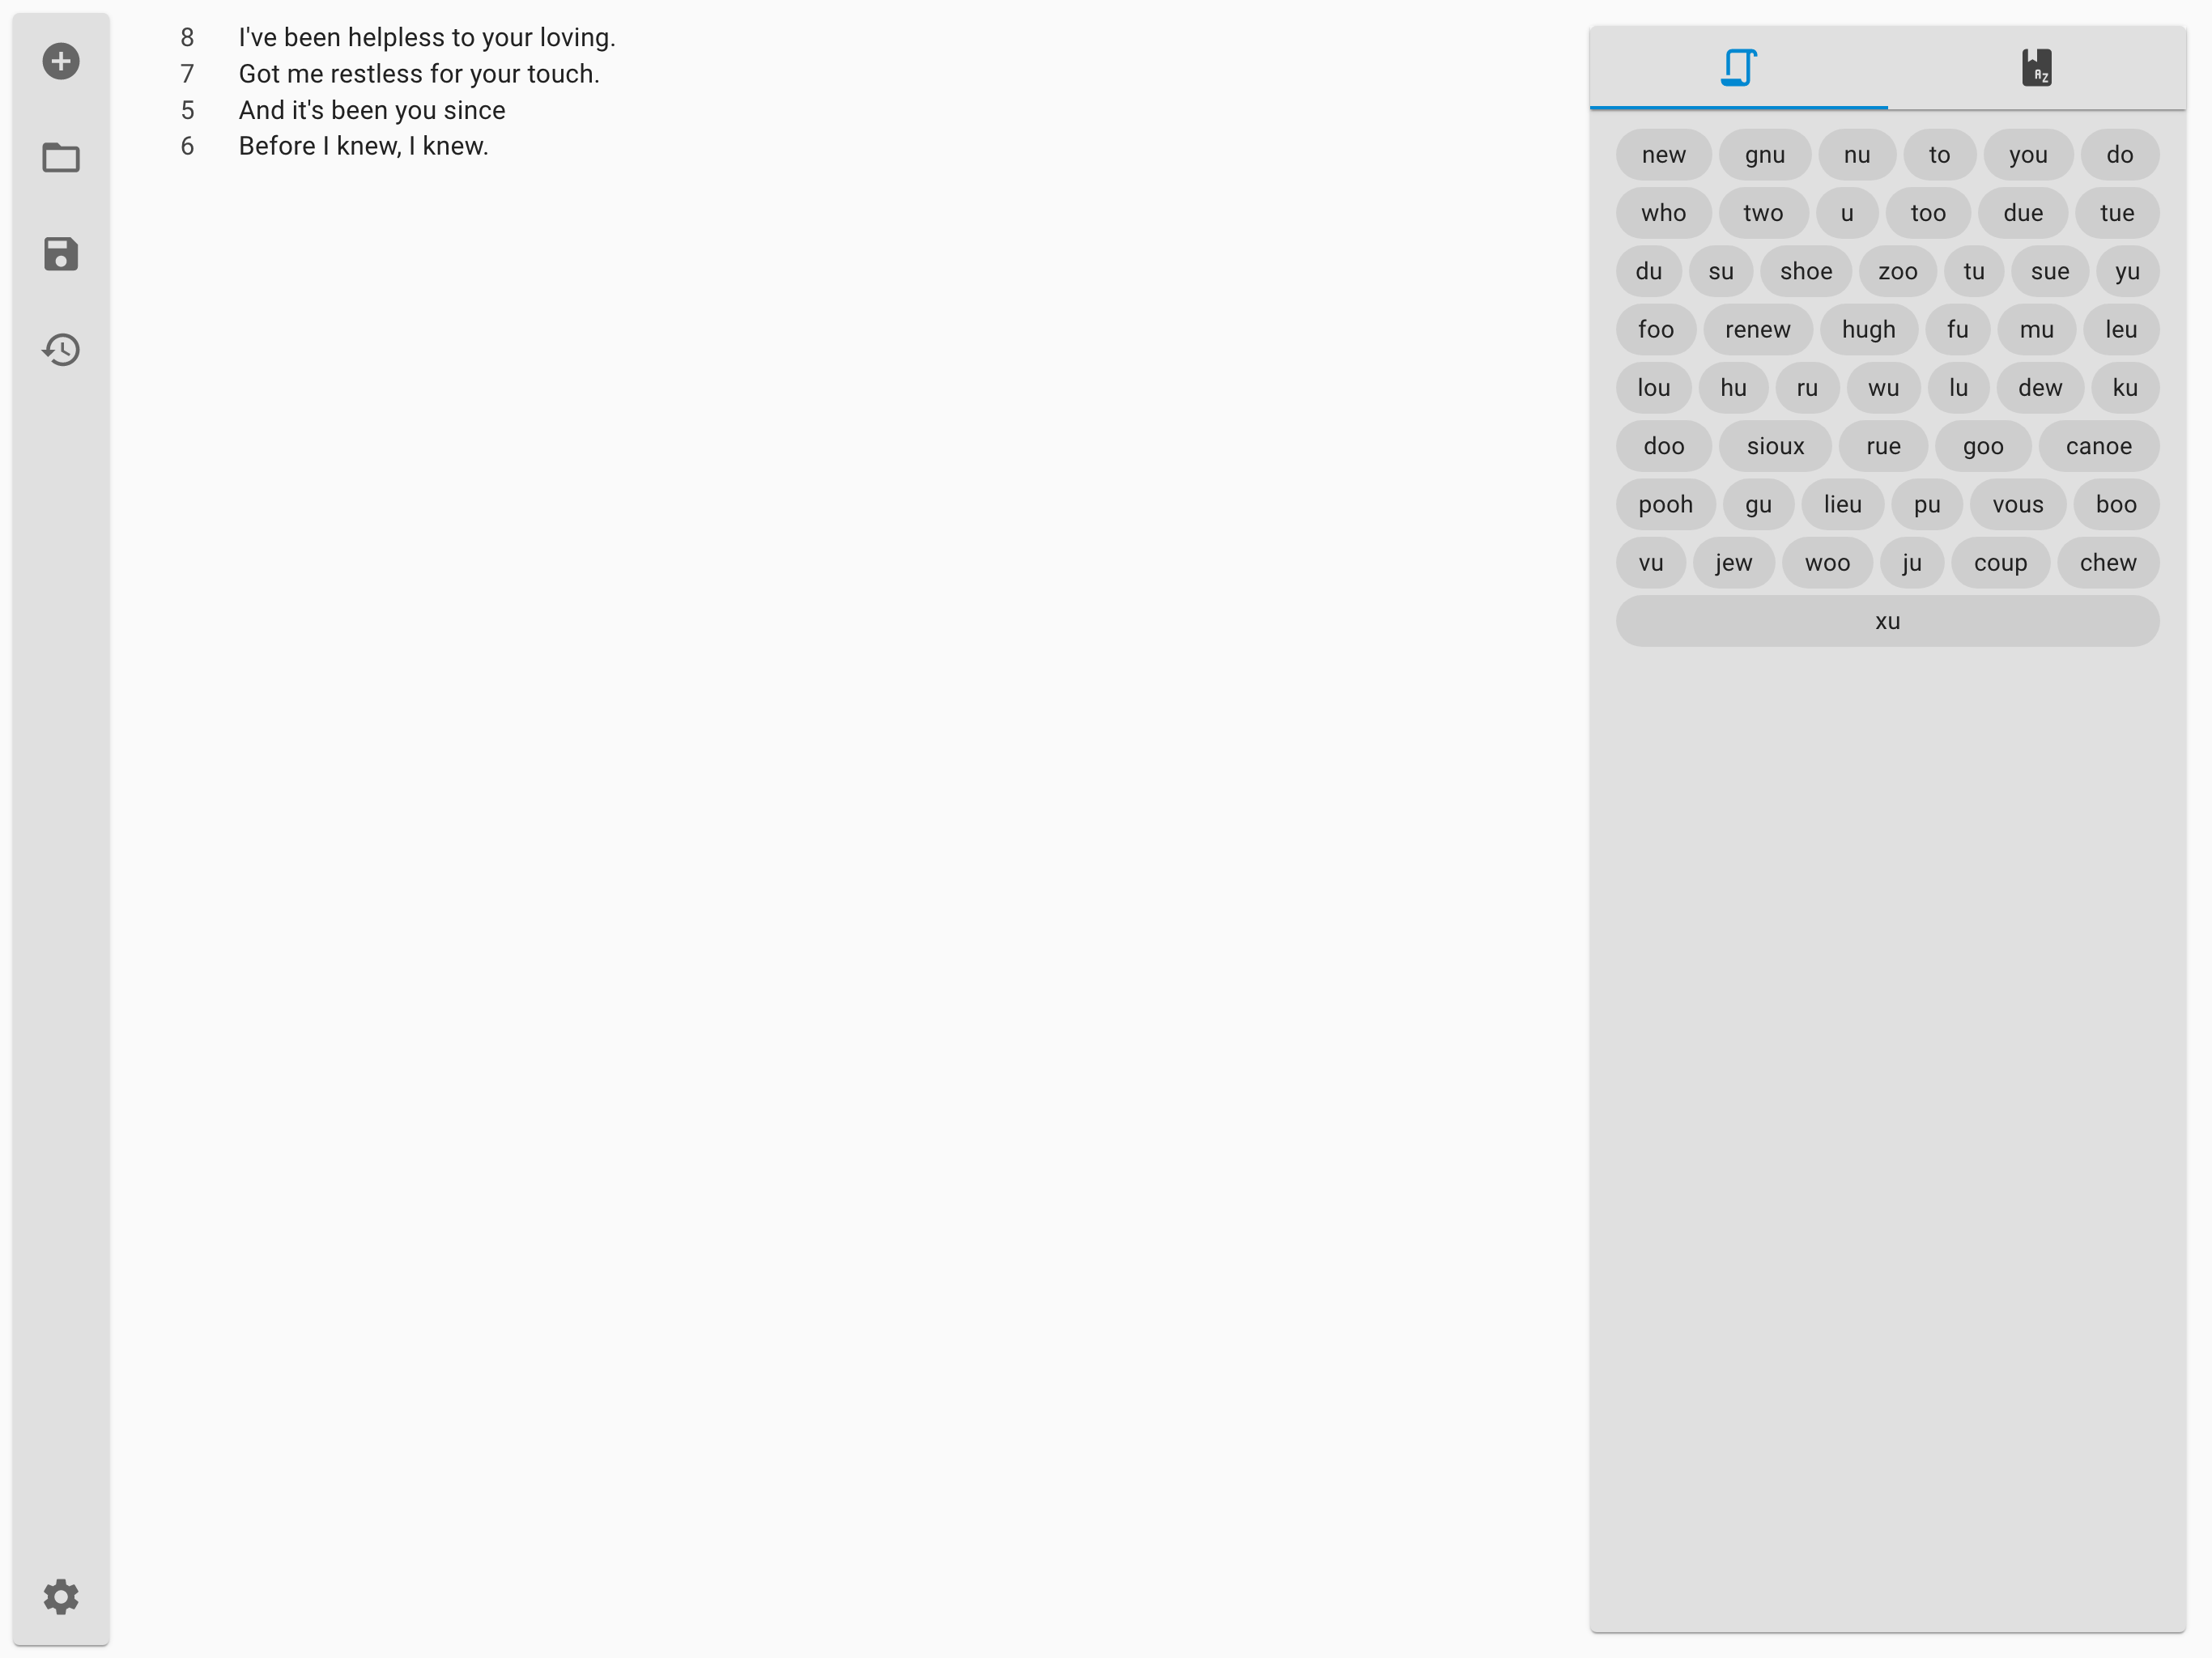 8 I've been helpless to your loving.
7 Got me restless for your touch.
5 And it's been you since
6 Before I knew, I knew.
A Z
new gnu nu to you do
who two u too due tue
du su shoe zoo tu sue yu
foo renew hugh fu mu leu
lou hu ru wu lu dew ku
doo sioux rue goo canoe
pooh gu lieu pu vous boo
vu jew woo ju coup chew
xu